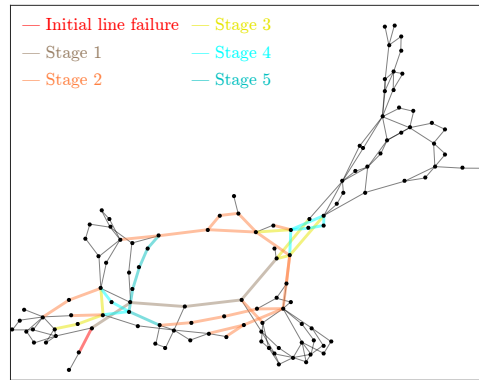 Initial line failure
Stage 1
Stage 2
Stage 3
Stage 4
Stage 5